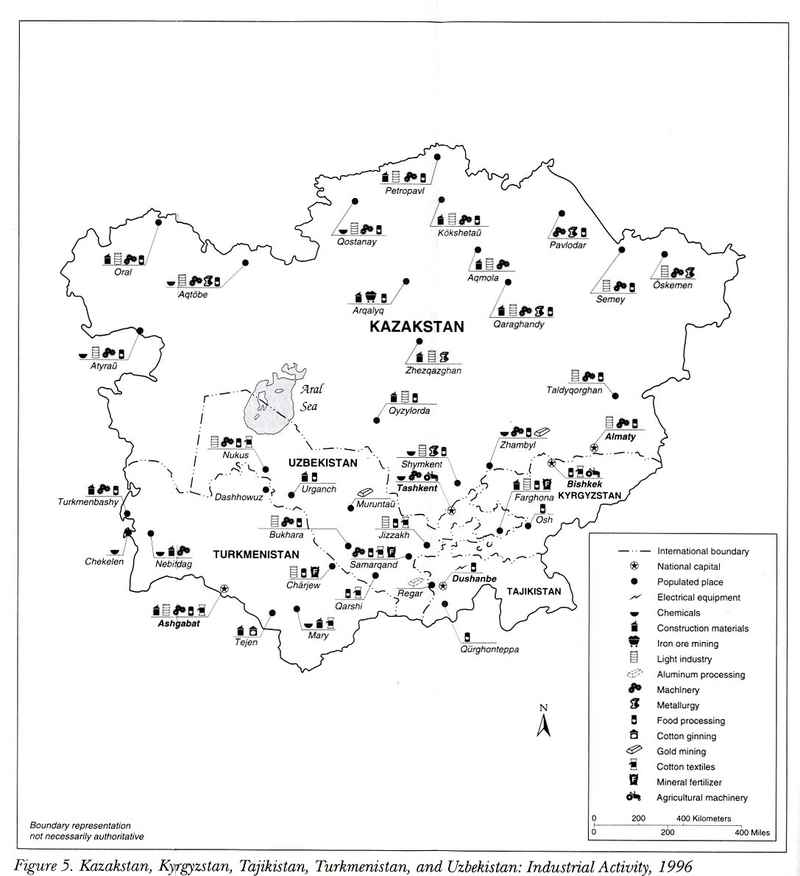 Petropavl
Qostanay
Kökshetaū
Pavlodar
Oral
Aqtöbe
Aqmola
Semey
Öskemen
Arqalyq
Qaraghandy
KAZAKSTAN
Atyraū
Zhezqazghan
Aral
Sea
Taldyqorghan
Qyzylorda
Almaty
Zhambyl
Nukus
UZBEKISTAN
Shymkent
Bishkek
Tashkent
Urganch
Farghona
KYRGYZSTAN
Dashhowuz
Turkmenbashy
Muruntaū
Osh
Bukhara
Jizzakh
Chekelen
Nebitdag
TURKMENISTAN
Samarqand
Chärjew
Dushanbe
Regar
TAJIKISTAN
Qarshi
Ashgabat
Tejen
Mary
Qŭrghonteppa
International boundary
National capital
Populated place
Electrical equipment
Chemicals
Construction materials
Iron ore mining
Light industry
Aluminum processing
Machinery
Metallurgy
Food processing
Cotton ginning
Gold mining
Cotton textiles
F Mineral fertilizer
Agricultural machinery
N
0 200 400 Kilometers
0 200 400 Miles
Boundary representation
not necessarily authoritative
Figure 5. Kazakstan, Kyrgyzstan, Tajikistan, Turkmenistan, and Uzbekistan: Industrial Activity, 1996